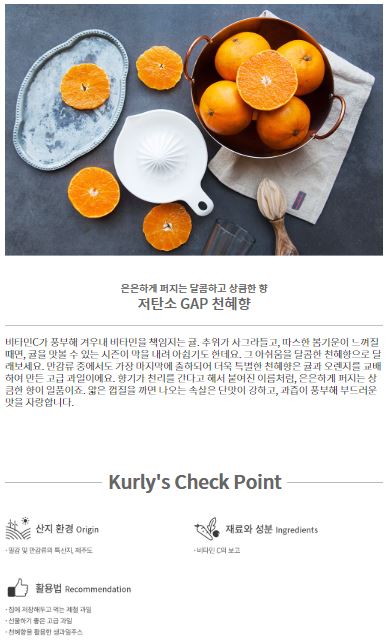 은은하게 퍼지는 달콤하고 상큼한 향
저탄소 GAP 천혜향
비타민C가 풍부해 겨우내 비타민을 책임지는 귤. 추위가 사그라들고, 따스한 봄기운이 느껴질
때면, 귤을 맛볼 수 있는 시즌이 막을 내려 아쉽기도 한데요. 그 아쉬움을 달콤한 천혜향으로 달
래보세요. 만감류 중에서도 가장 마지막에 출하되어 더욱 특별한 천혜향은 귤과 오렌지를 교배
하여 만든 고급 과일이에요. 향기가 천리를 간다고 해서 붙여진 이름처럼, 은은하게 퍼지는 상
큼한 향이 일품이죠. 얇은 껍질을 까면 나오는 속살은 단맛이 강하고, 과즙이 풍부해 부드러운
맛을 자랑합니다.
Kurly's Check Point
산지 환경 Origin
· 밀감 및 만감류의 특산지, 제주도
재료와 성분 Ingredients
· 비타민 C의 보고
활용법 Recommendation
· 집에 저장해두고 먹는 제철 과일
· 선물하기 좋은 고급 과일
· 천혜향을 활용한 생과일주스